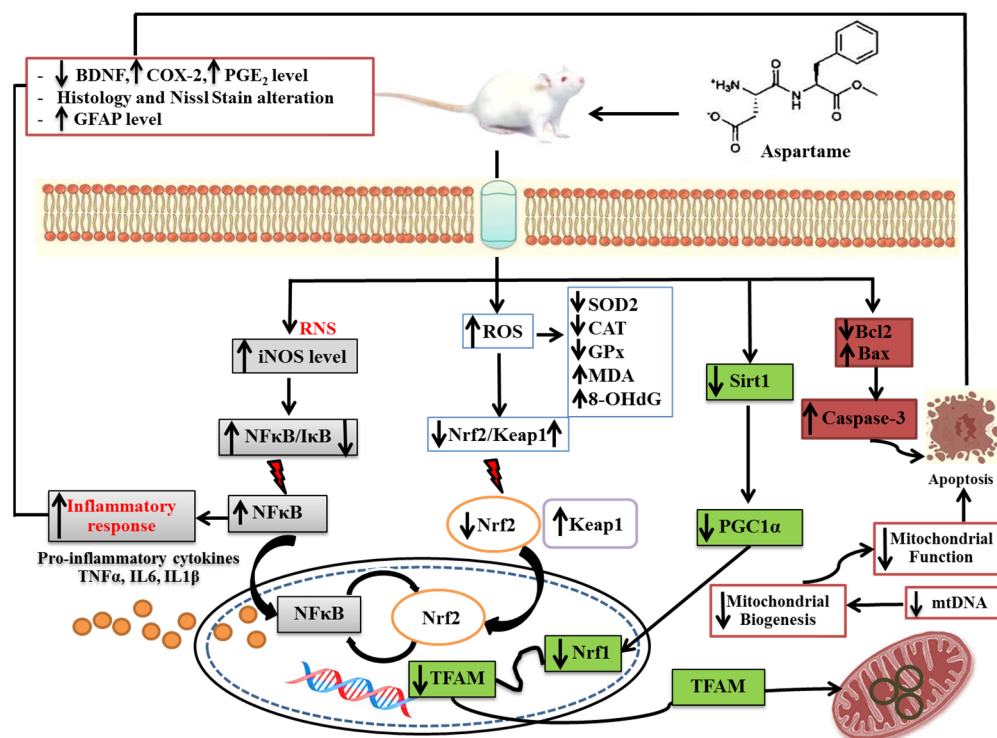 - ↓ BDNF, ↑ COX-2, ↑ PGE₂ level
- Histology and Nissl Stain alteration
- ↑ GFAP level
⁺H₃N
O
O
N
H
O
O
⁻O
O
Aspartame
RNS
↑ iNOS level
↑ NFκB/IκB ↓
↑ NFκB
↑ Inflammatory
response
Pro-inflammatory cytokines
TNFα, IL6, IL1β
↑ ROS
↓ SOD2
↓ CAT
↓ GPx
↑ MDA
↑ 8-OHdG
↓ Nrf2/Keap1 ↑
↓ Nrf2
↑ Keap1
↓ Sirt1
↓ PGC1α
↓ Bcl2
↑ Bax
↑ Caspase-3
Apoptosis
↓ Mitochondrial
Function
↓ Mitochondrial
Biogenesis
↓ mtDNA
NFκB
Nrf2
↓ Nrf1
↓ TFAM
TFAM